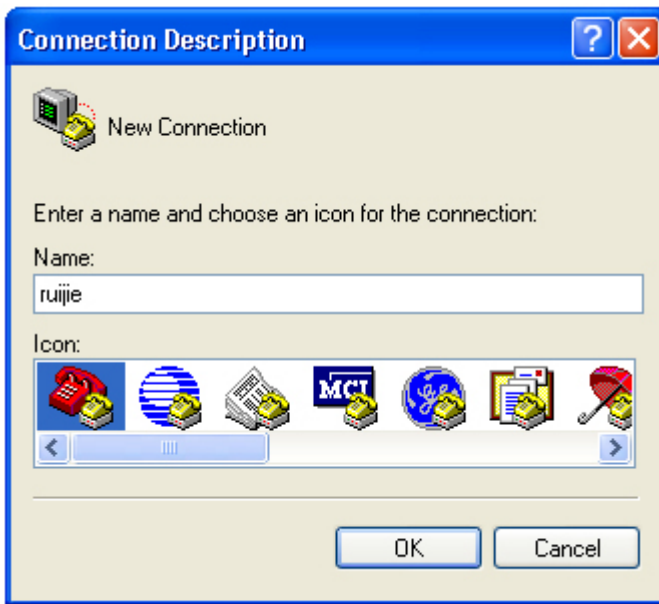 Connection Description
New Connection
Enter a name and choose an icon for the connection:
Name:
ruijie
Icon:
MCI
OK Cancel